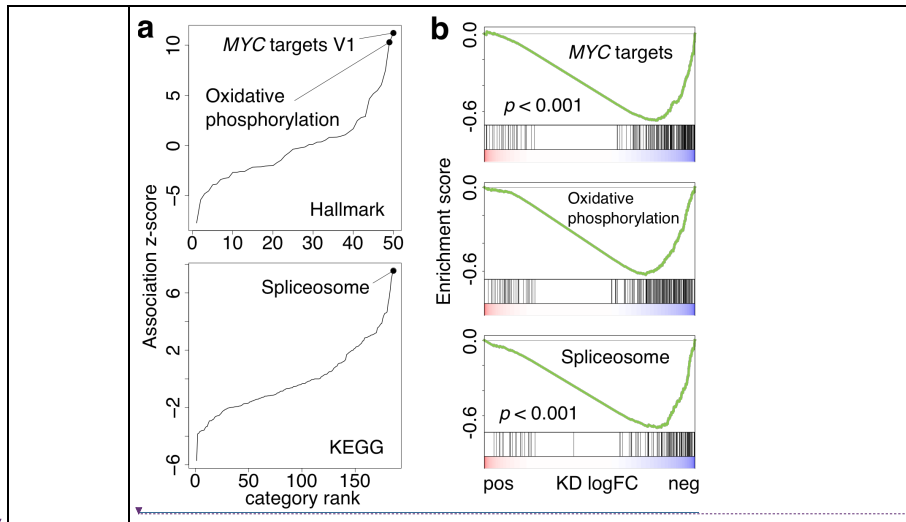 a
Association z-score
10
5
0
−5
MYC targets V1
Oxidative
phosphorylation
Hallmark
0 10 20 30 40 50
6
2
−2
−6
Spliceosome
KEGG
0 50 100 150
category rank
b
Enrichment score
0.0
-0.6
MYC targets
p < 0.001
0.0
-0.6
Oxidative
phosphorylation
0.0
-0.6
Spliceosome
p < 0.001
pos KD logFC neg